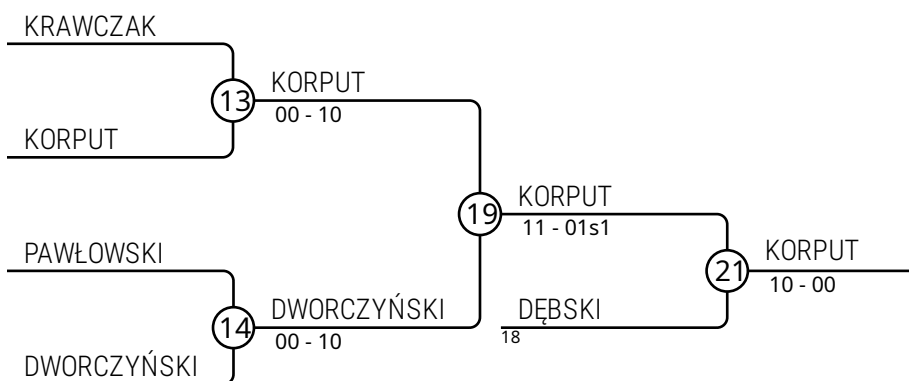 KRAWCZAK
13
KORPUT
00 - 10
KORPUT
19
KORPUT
11 - 01s1
PAWŁOWSKI
21
KORPUT
10 - 00
14
DWORCZYŃSKI
00 - 10
DĘBSKI
18
DWORCZYŃSKI